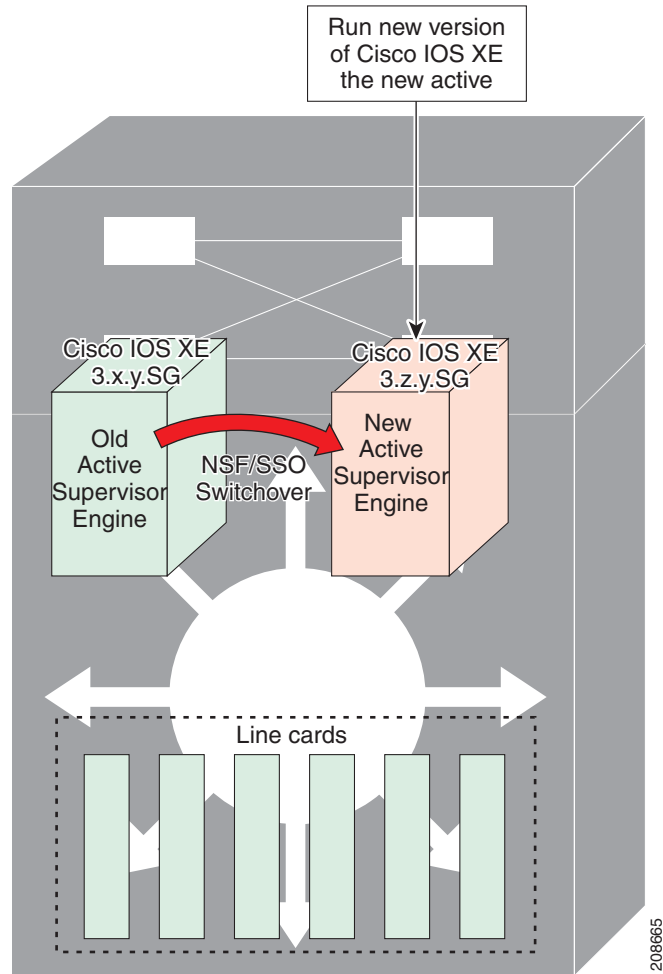 Run new version
of Cisco IOS XE
the new active
Cisco IOS XE
3.x.y.SG
Cisco IOS XE
3.z.y.SG
Old
Active
Supervisor
Engine
NSF/SSO
Switchover
New
Active
Supervisor
Engine
Line cards
208665